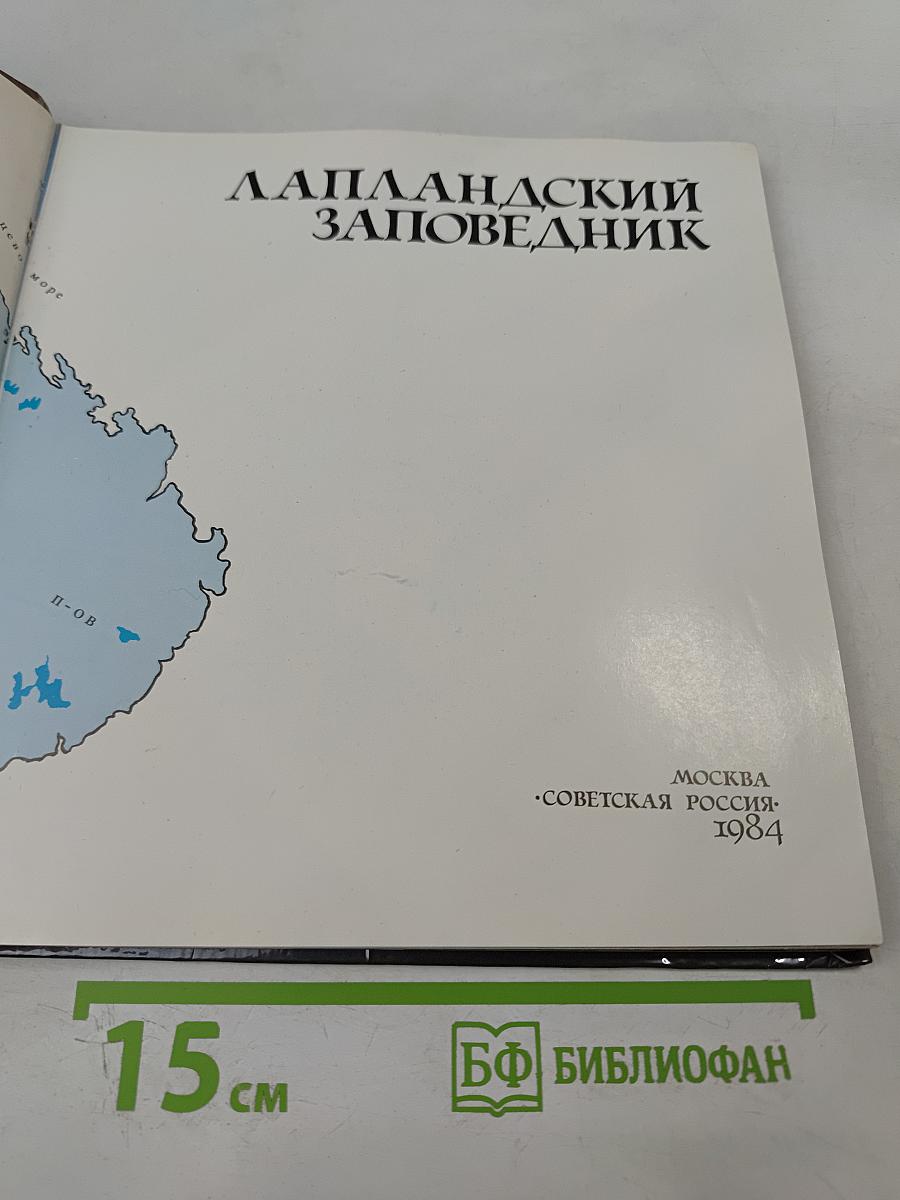 ЛАПЛАНДСКИЙ
ЗАПОВЕДНИК
море
п-ов
МОСКВА
·СОВЕТСКАЯ РОССИЯ·
1984
15 см
БФ БИБЛИОФАН